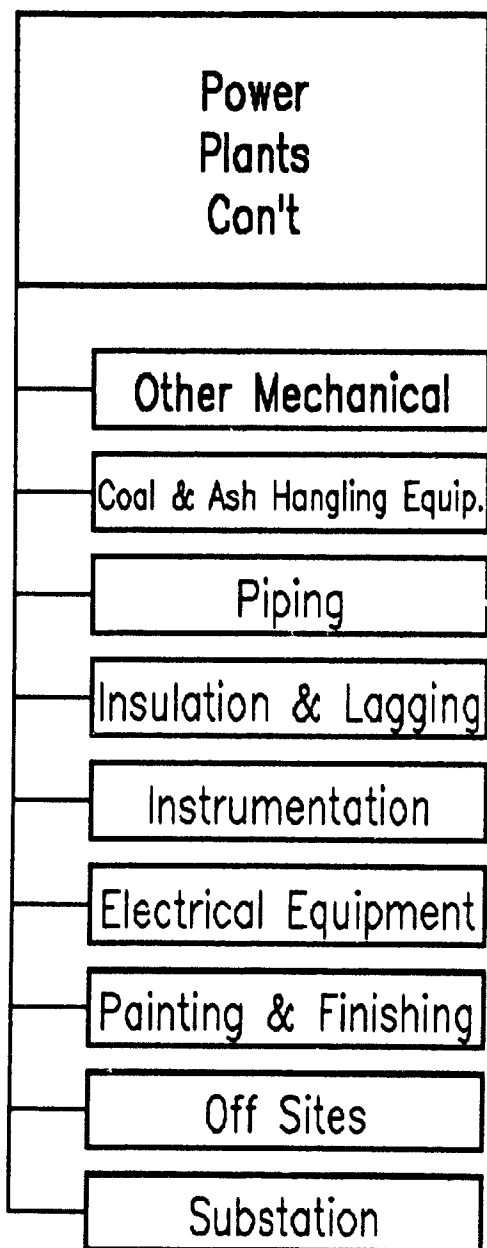 Power
Plants
Con't
Other Mechanical
Coal & Ash Hangling Equip.
Piping
Insulation & Lagging
Instrumentation
Electrical Equipment
Painting & Finishing
Off Sites
Substation